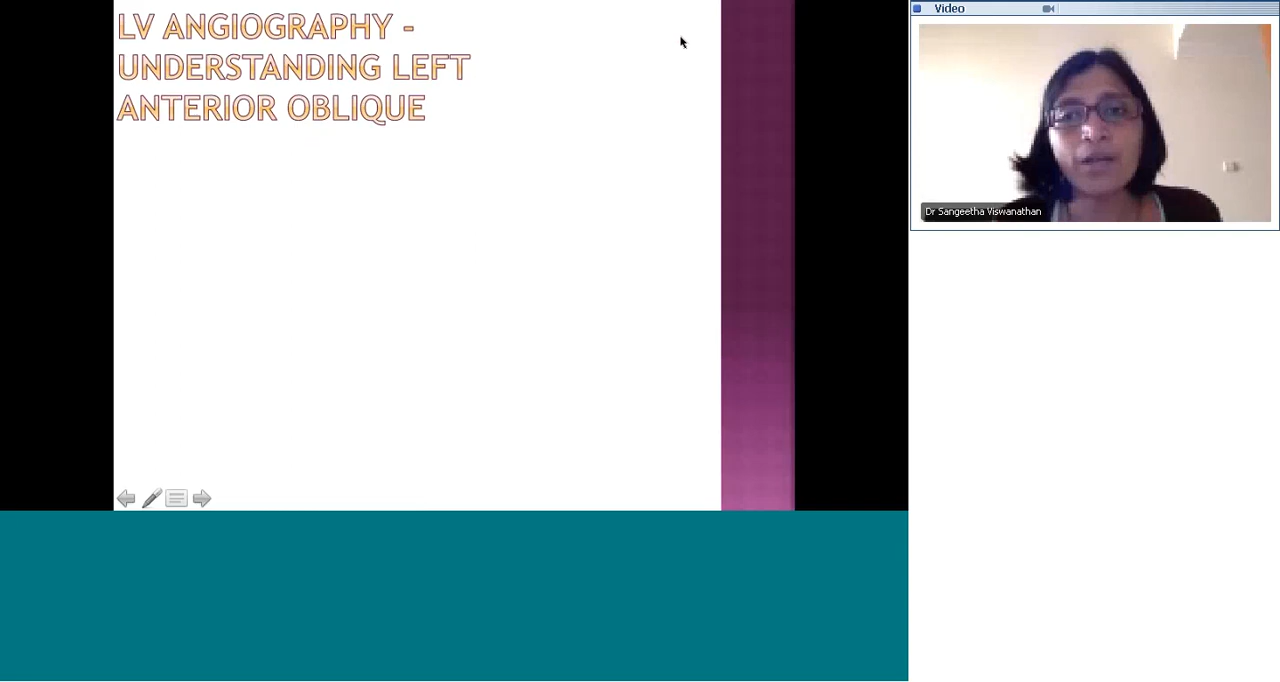 LV ANGIOGRAPHY -
UNDERSTANDING LEFT
ANTERIOR OBLIQUE
Video
Dr Sangeetha Viswanathan